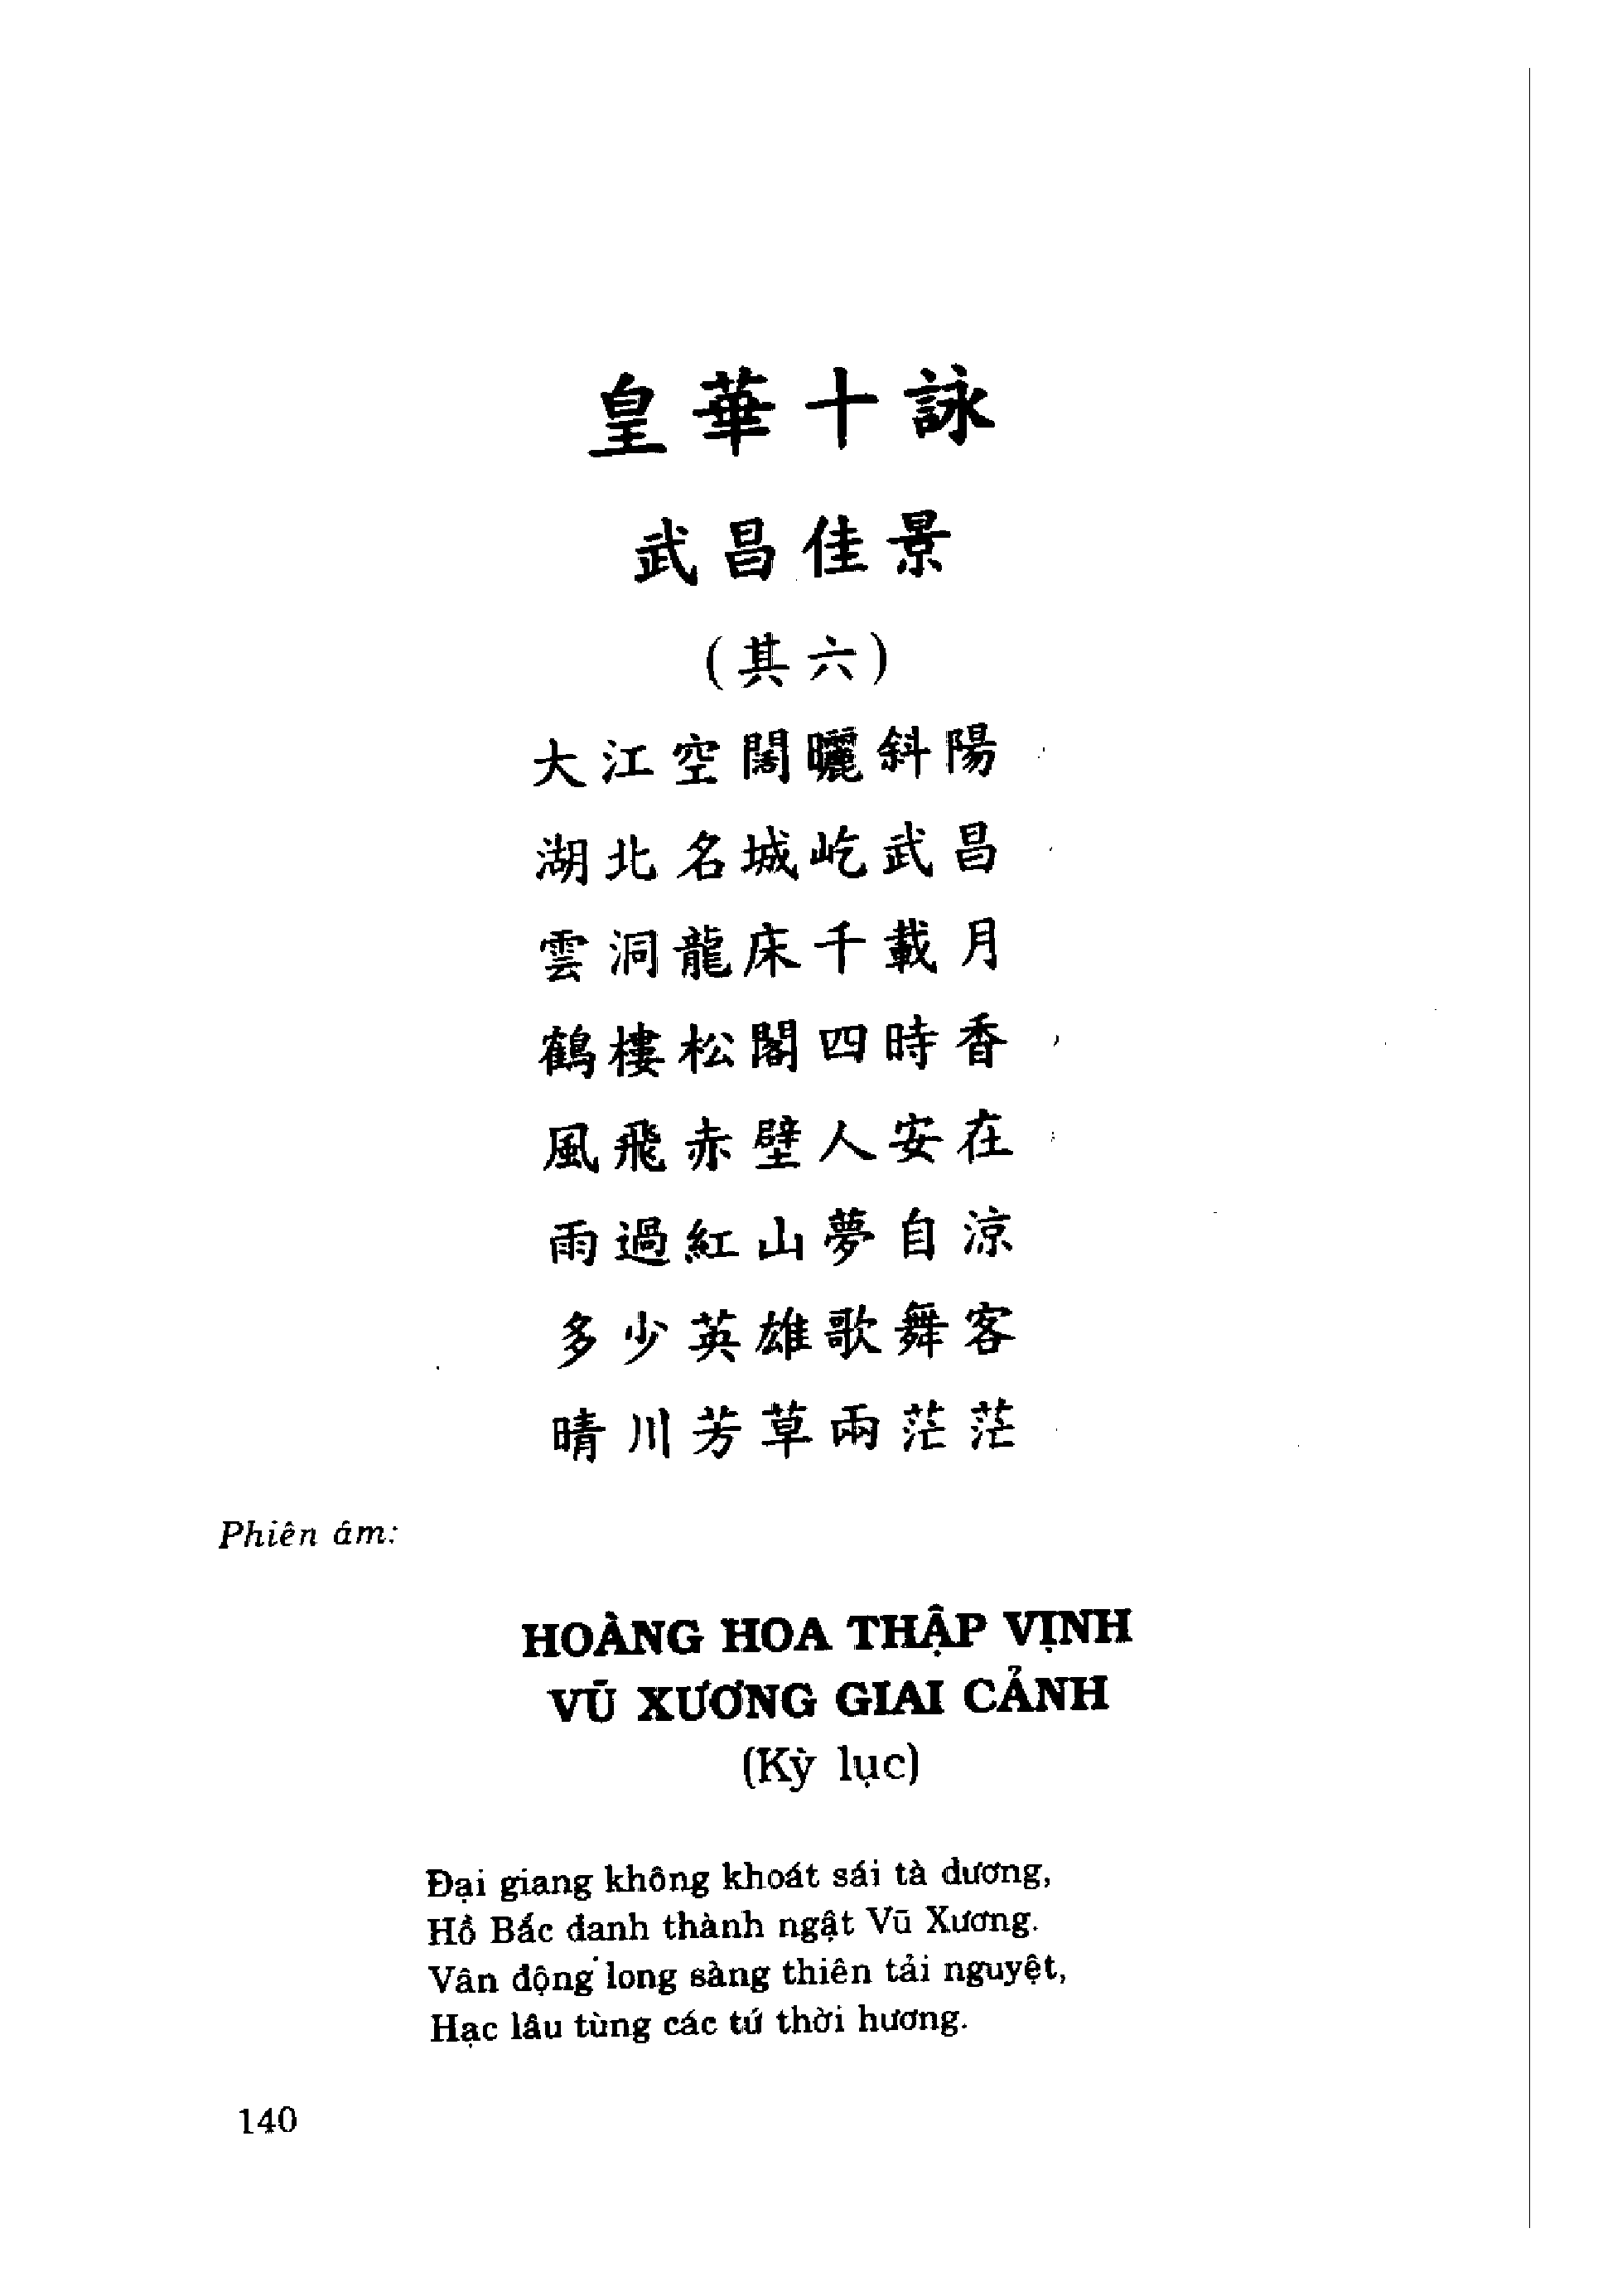 皇華十詠
武昌佳景
(其六)
大江空闊曬斜陽
湖北名城屹武昌
雲洞龍床千載月
鶴樓松閣四時香
風飛赤壁人安在
雨過紅山夢自涼
多少英雄歌舞客
晴川芳草兩茫茫
Phiên âm:
HOÀNG HOA THẬP VỊNH
VŨ XƯƠNG GIAI CẢNH
(Kỳ lục)
Đại giang không khoát sái tà dương,
Hồ Bắc danh thành ngật Vũ Xương.
Vân động long sàng thiên tải nguyệt,
Hạc lâu tùng các tứ thời hương.
140